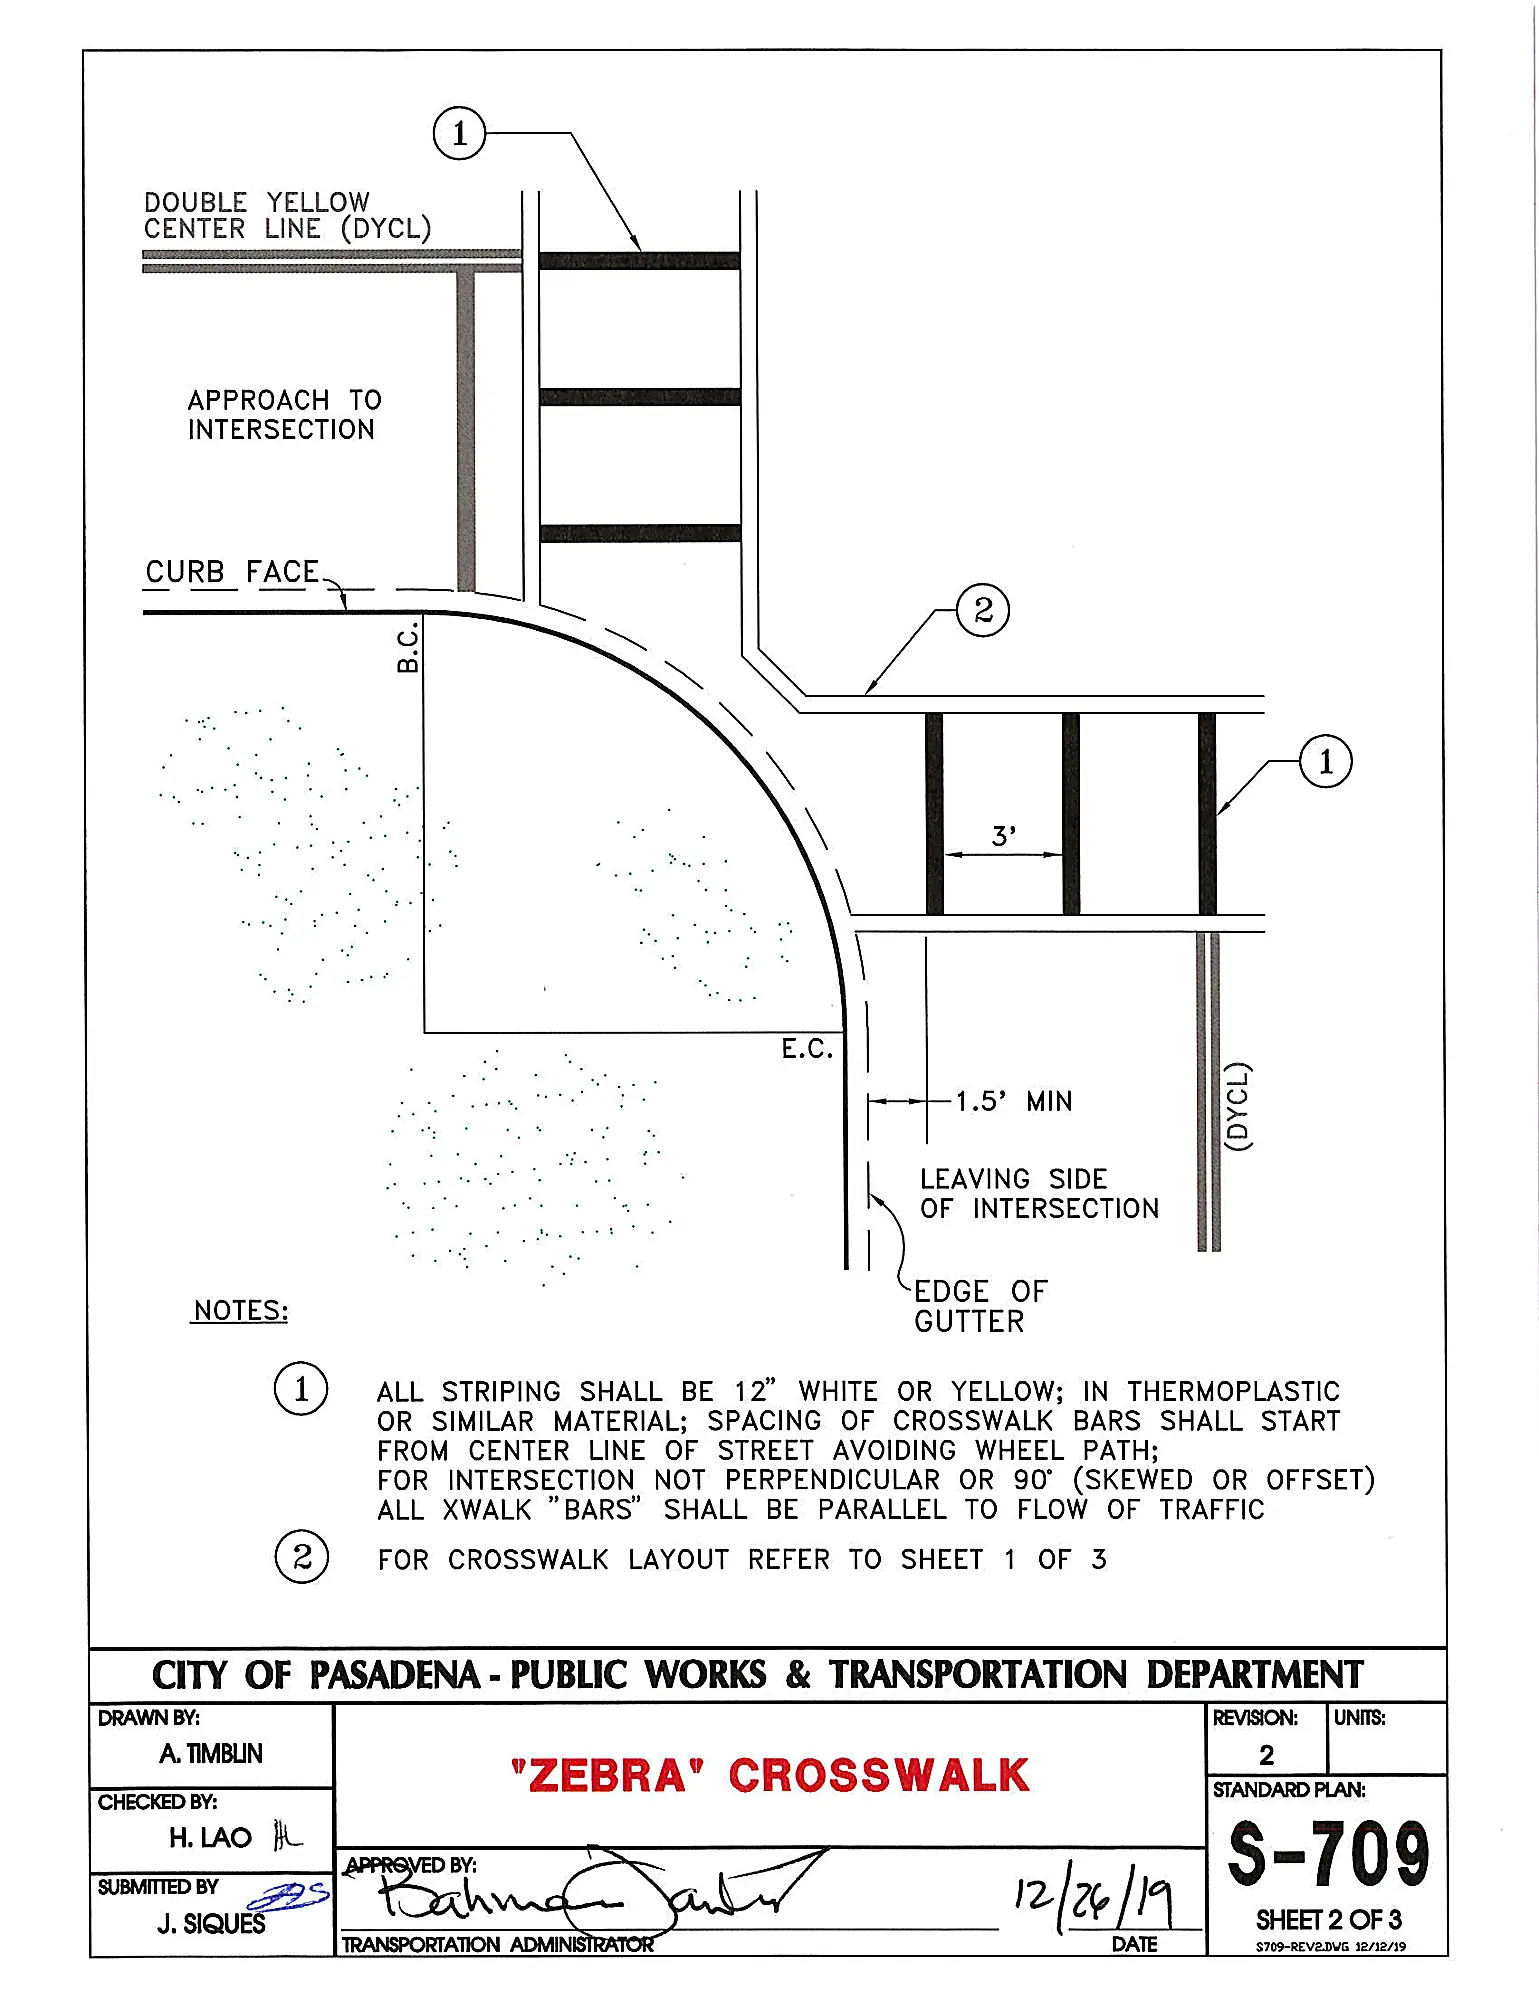 1
DOUBLE YELLOW
CENTER LINE (DYCL)
APPROACH TO
INTERSECTION
CURB FACE
B.C.
2
1
3'
E.C.
1.5' MIN
(DYCL)
LEAVING SIDE
OF INTERSECTION
EDGE OF
GUTTER
NOTES:
1 ALL STRIPING SHALL BE 12" WHITE OR YELLOW; IN THERMOPLASTIC
OR SIMILAR MATERIAL; SPACING OF CROSSWALK BARS SHALL START
FROM CENTER LINE OF STREET AVOIDING WHEEL PATH;
FOR INTERSECTION NOT PERPENDICULAR OR 90° (SKEWED OR OFFSET)
ALL XWALK "BARS" SHALL BE PARALLEL TO FLOW OF TRAFFIC
2 FOR CROSSWALK LAYOUT REFER TO SHEET 1 OF 3
CITY OF PASADENA - PUBLIC WORKS & TRANSPORTATION DEPARTMENT
DRAWN BY:
A. TIMBLIN
CHECKED BY:
H. LAO HL
SUBMITTED BY
J. SIQUES
"ZEBRA" CROSSWALK
APPROVED BY:
12/26/19
TRANSPORTATION ADMINISTRATOR
DATE
REVISION:
2
UNITS:
STANDARD PLAN:
S-709
SHEET 2 OF 3
S709-REV2.DWG 12/12/19